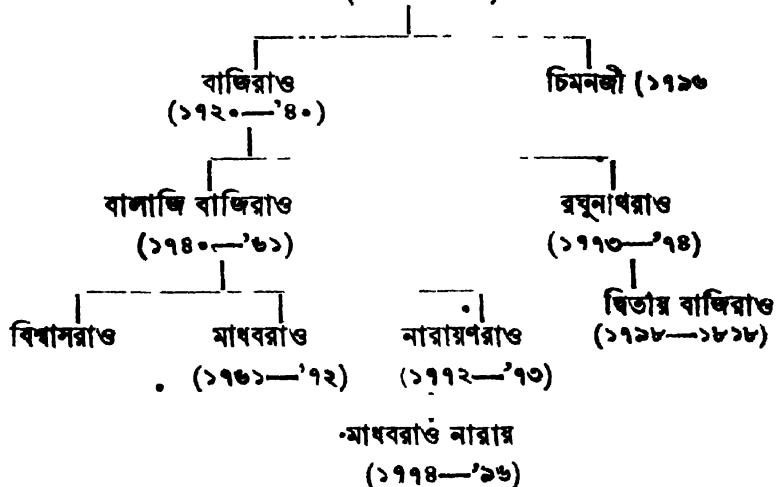 বাজিরাও চিমনজী (১৭৯৬
(১৭২০—'৪০)
বালাজি বাজিরাও রঘুনাথরাও
(১৭৪০—'৬১) (১৭৭৩—'৭৪)
বিশ্বাসরাও মাধবরাও নারায়ণরাও দ্বিতীয় বাজিরাও
(১৭৬১—'৭২) (১৭৭২—'৭৩) (১৭৯৮—১৮১৮)
মাধবরাও নারায়
(১৭৭৪—'৯৬)